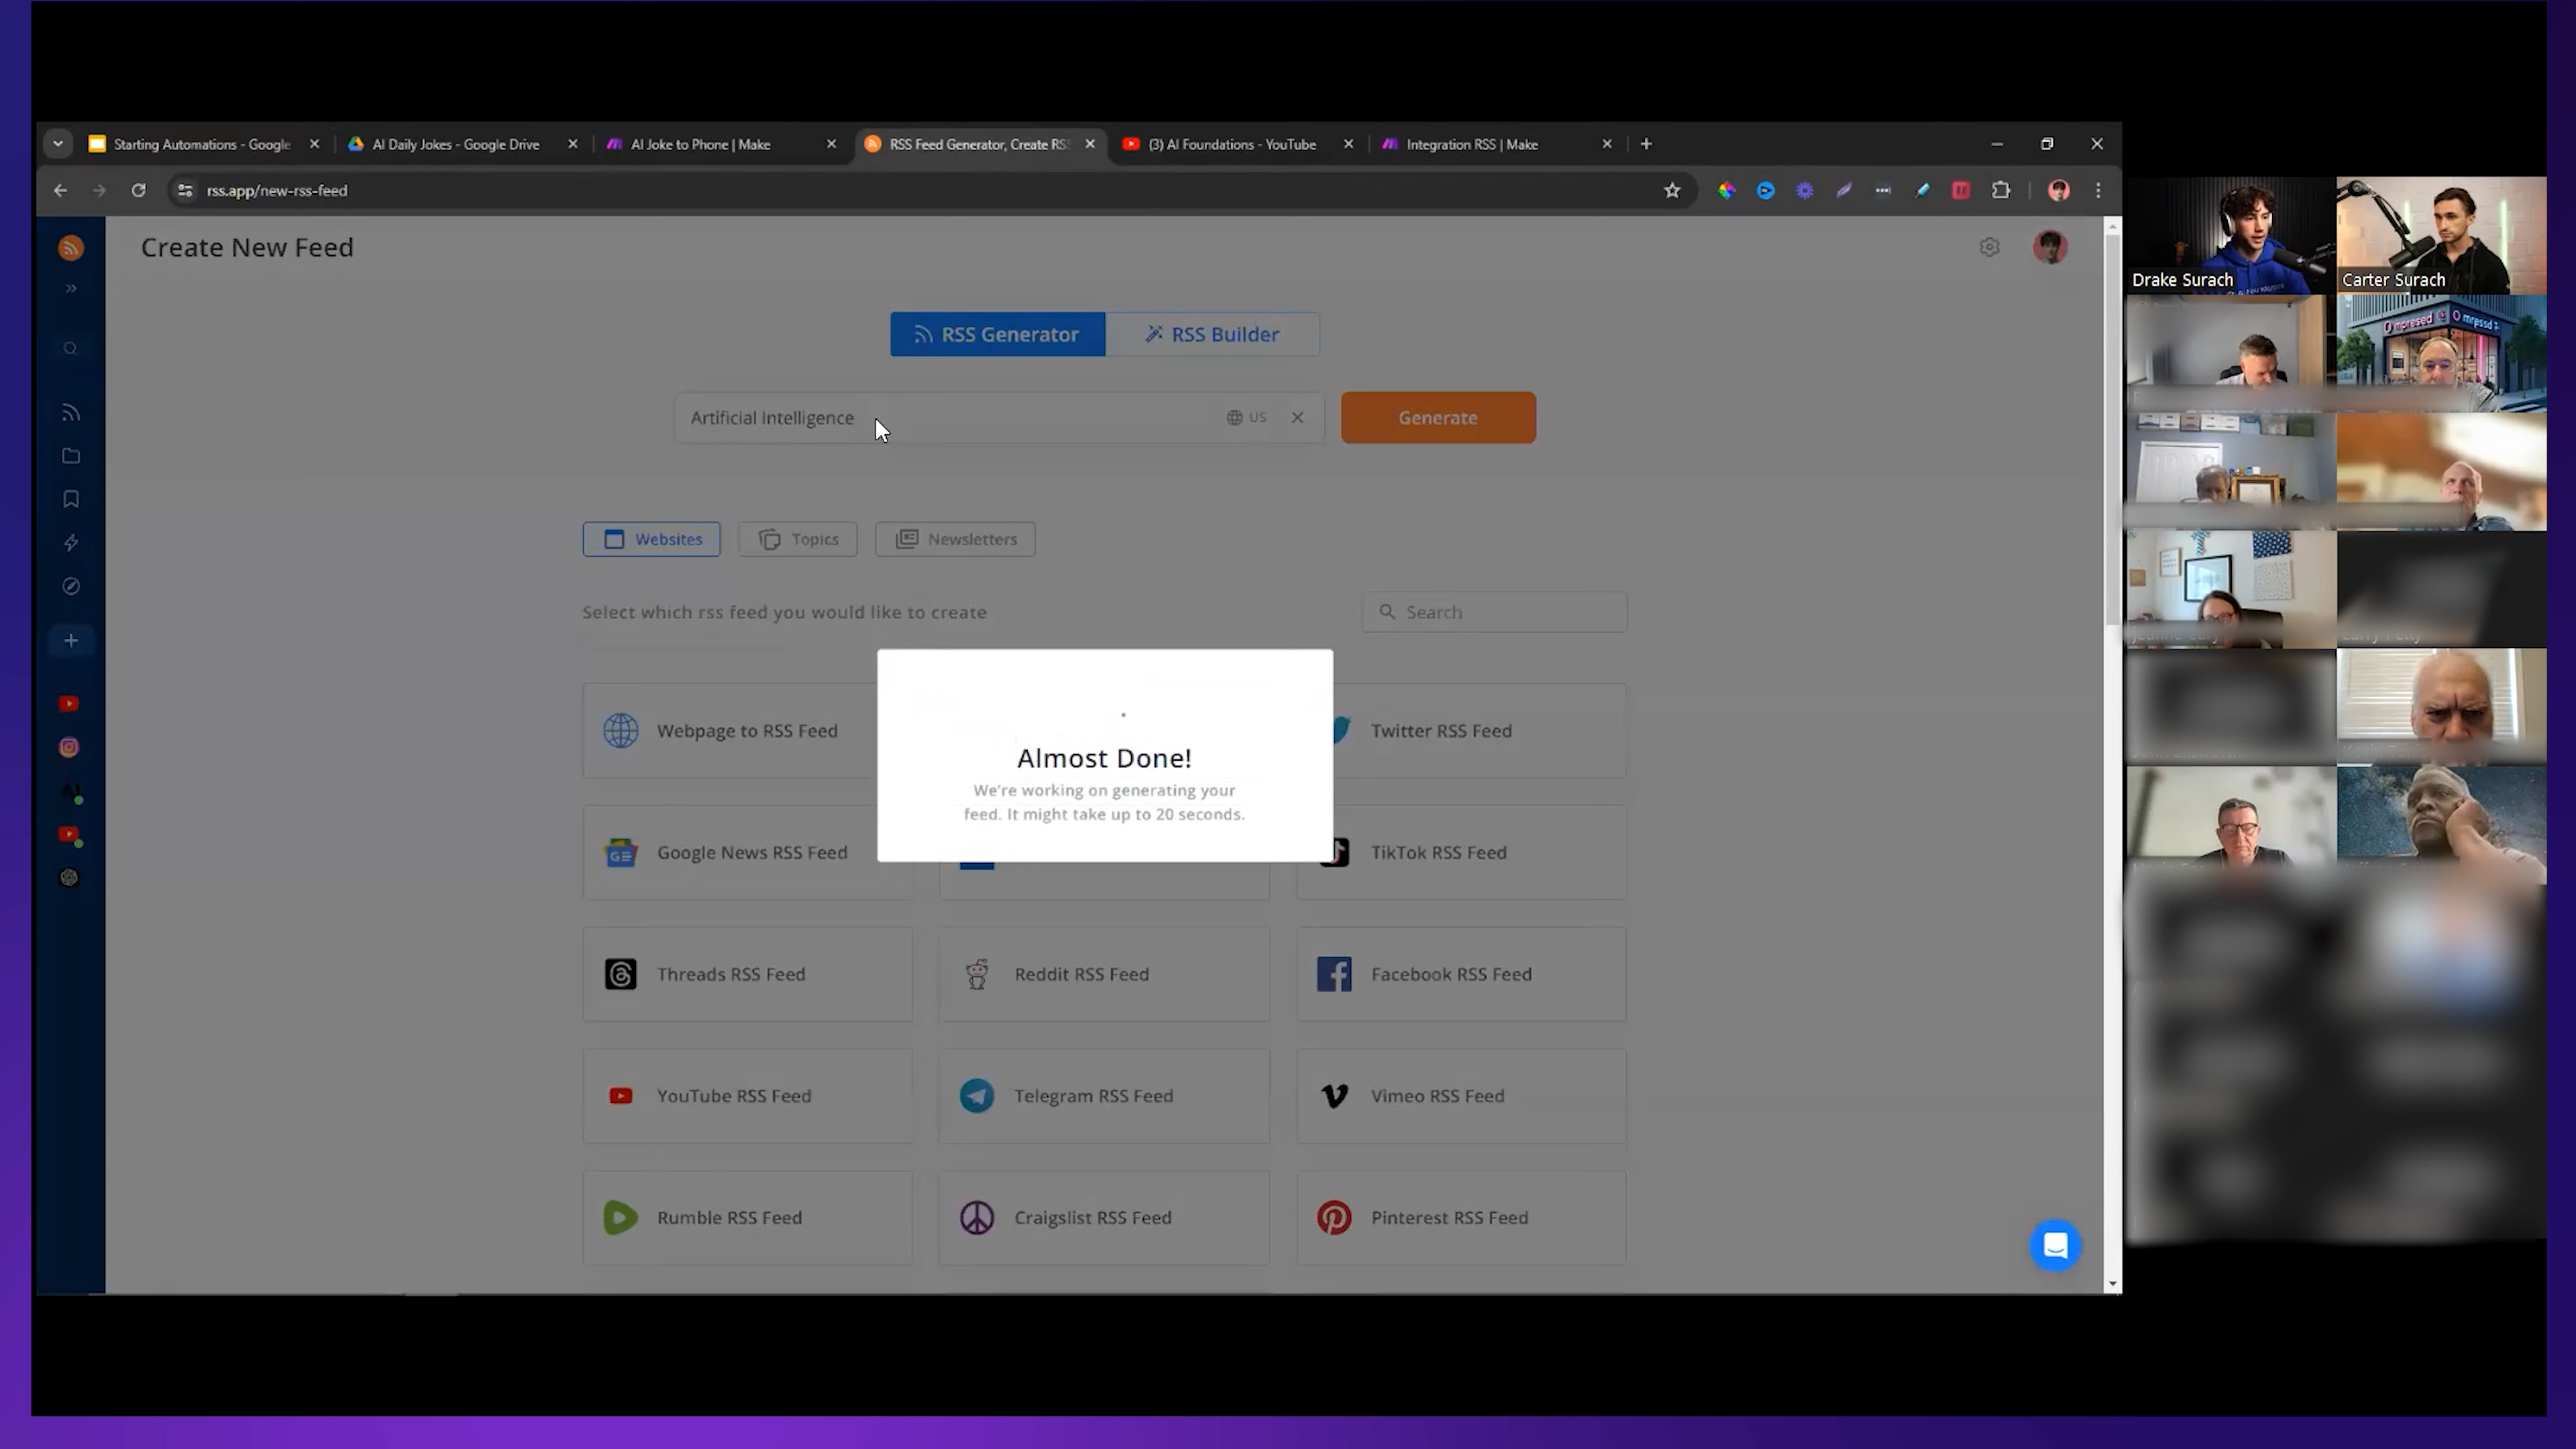 Starting Automations - Google
AI Daily Jokes - Google Drive
AI Joke to Phone | Make
RSS Feed Generator, Create RS
(3) AI Foundations - YouTube
Integration RSS | Make
rss.app/new-rss-feed
Create New Feed
RSS Generator
RSS Builder
Artificial Intelligence
US
Generate
Websites
Topics
Newsletters
Select which rss feed you would like to create
Search
Webpage to RSS Feed
Twitter RSS Feed
Almost Done!
We're working on generating your
feed. It might take up to 20 seconds.
Google News RSS Feed
TikTok RSS Feed
Threads RSS Feed
Reddit RSS Feed
Facebook RSS Feed
YouTube RSS Feed
Telegram RSS Feed
Vimeo RSS Feed
Rumble RSS Feed
Craigslist RSS Feed
Pinterest RSS Feed
Drake Surach
Carter Surach